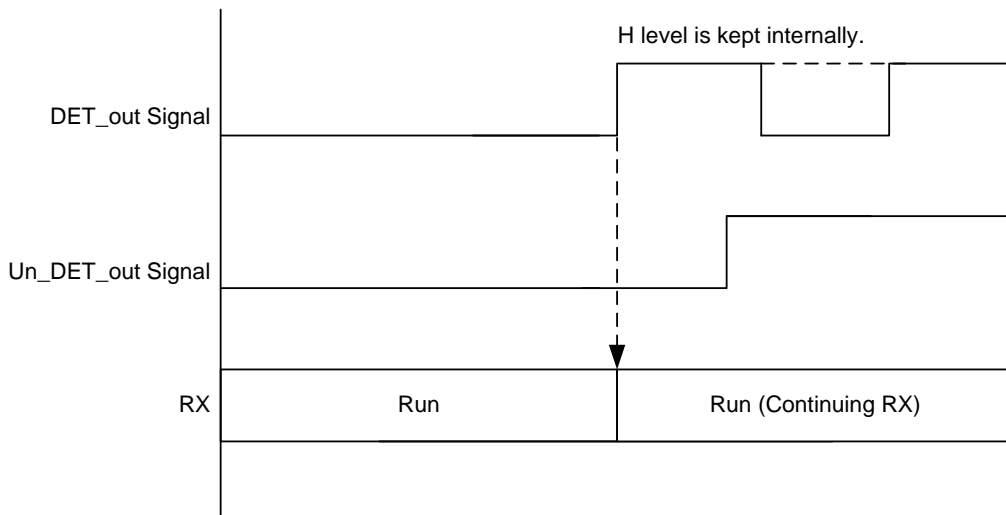 H level is kept internally.
DET_out Signal
Un_DET_out Signal
RX
Run
Run (Continuing RX)